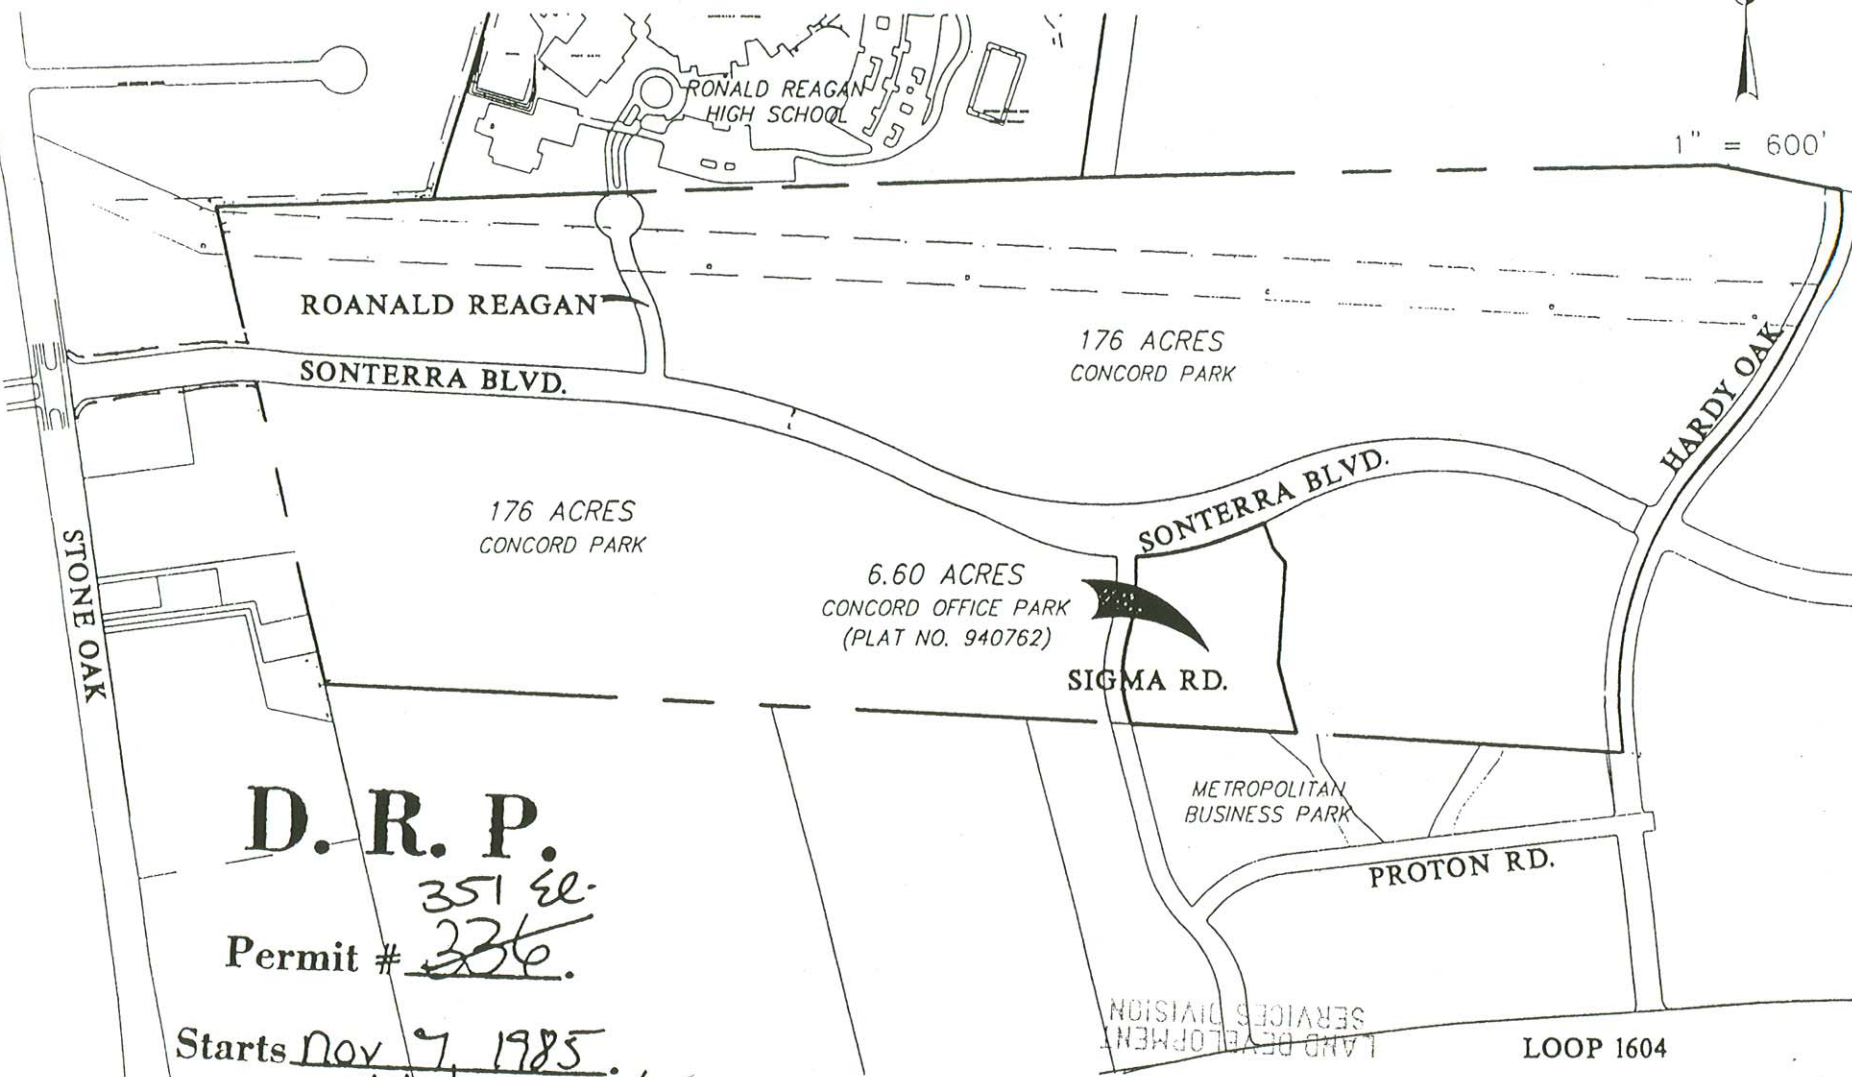 RONALD REAGAN
HIGH SCHOOL
1" = 600'
ROANALD REAGAN
SONTERRA BLVD.
176 ACRES
CONCORD PARK
HARDY OAK
SONTERRA BLVD.
176 ACRES
CONCORD PARK
STONE OAK
6.60 ACRES
CONCORD OFFICE PARK
(PLAT NO. 940762)
SIGMA RD.
METROPOLITAN
BUSINESS PARK
PROTON RD.
D. R. P.
351 El.
Permit # 336.
Starts Nov 7, 1985.
LAND DEVELOPMENT
SERVICES DIVISION
LOOP 1604